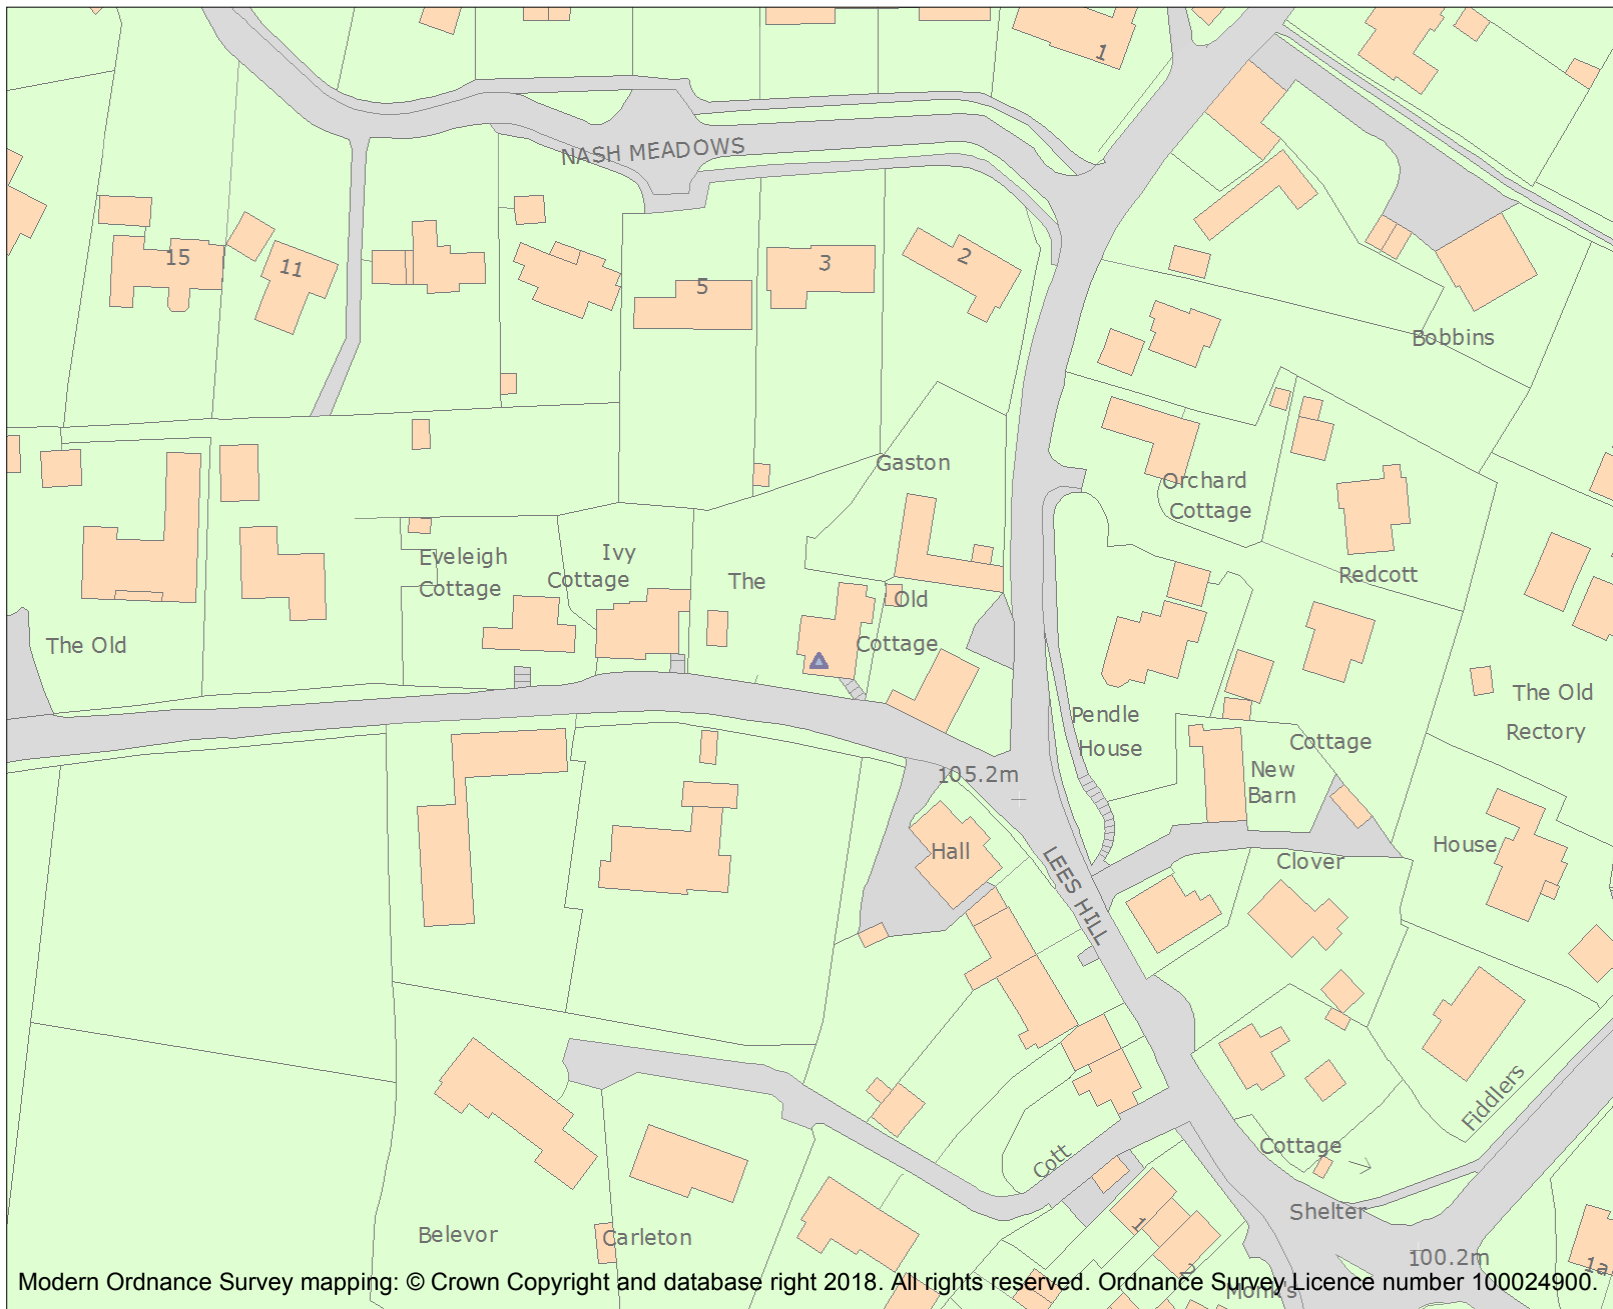 1
NASH MEADOWS
15
11
5
3
2
Bobbins
Gaston
Orchard
Cottage
Eveleigh
Cottage
Ivy
Cottage
The
Old
Cottage
Redcott
The Old
Pendle
House
Cottage
New
Barn
The Old
Rectory
105.2m
Hall
LEES HILL
Clover
House
Fiddlers
Cottage
Cott
Shelter
1
2
Belevor
Carleton
100.2m
1a
Monk's
Modern Ordnance Survey mapping: © Crown Copyright and database right 2018. All rights reserved. Ordnance Survey Licence number 100024900.